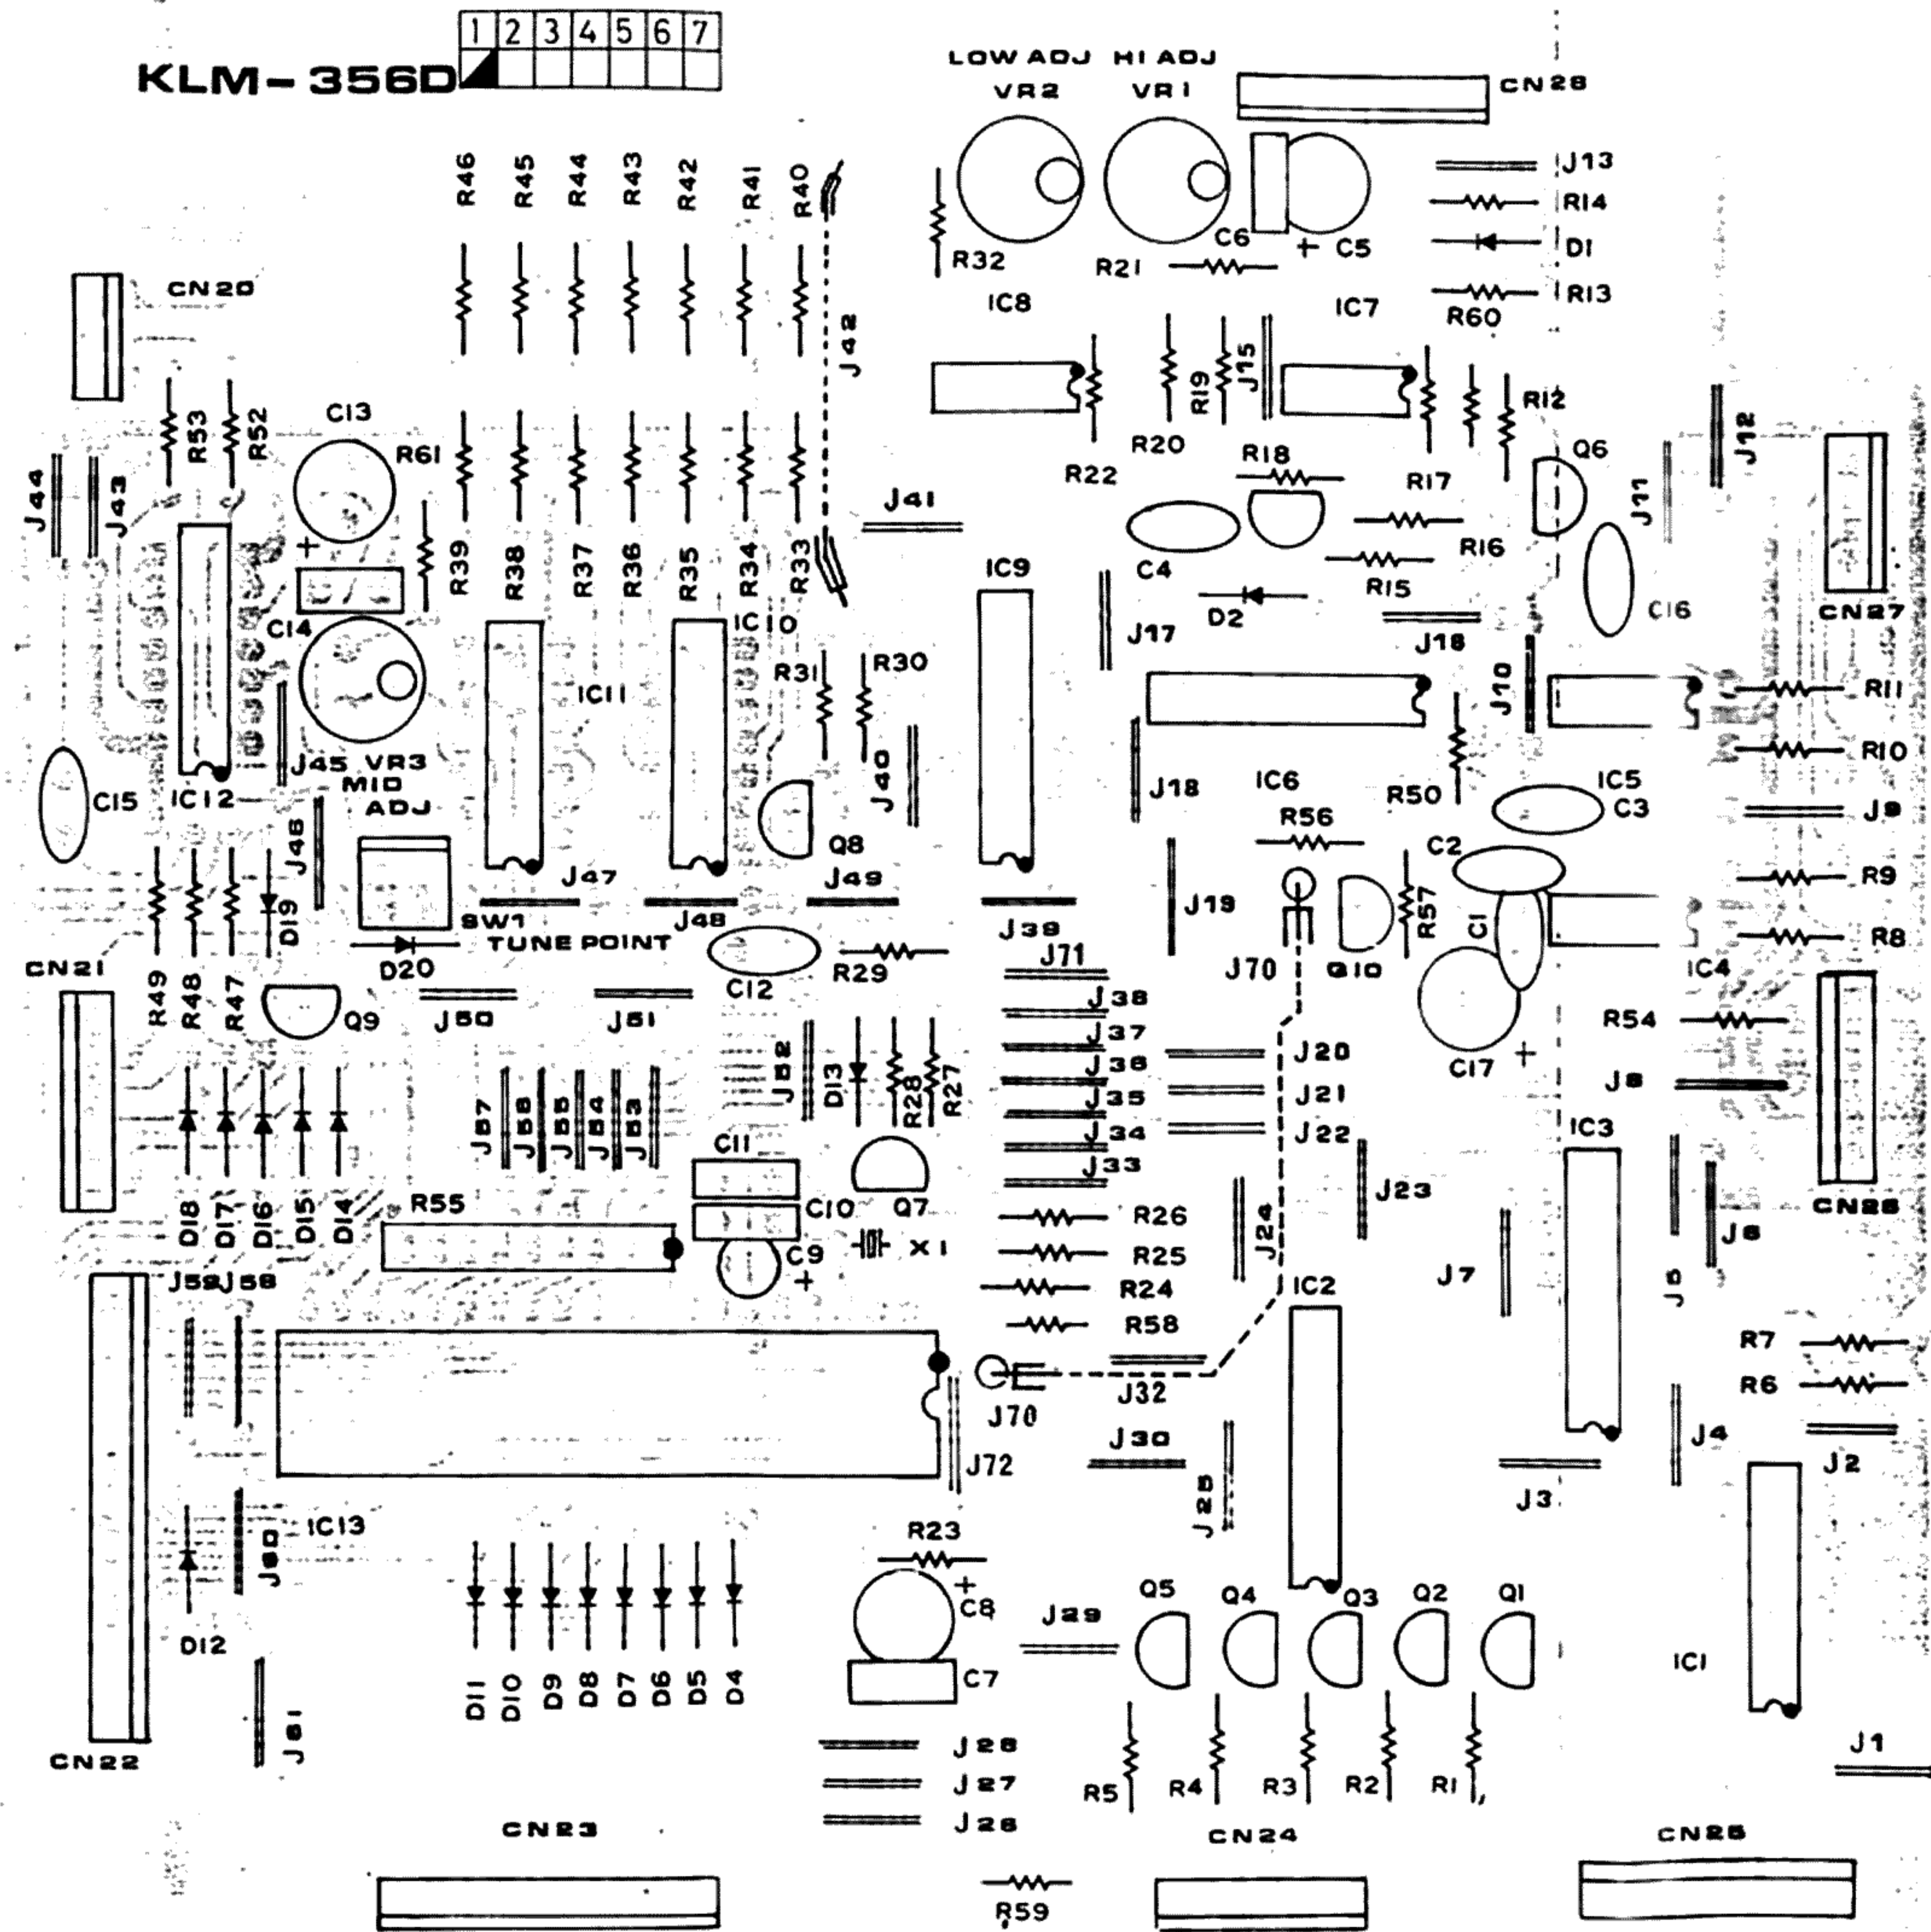 1 2 3 4 5 6 7
KLM-356D
LOW ADJ HI ADJ
VR2 VR1
CN28
R46 R45 R44 R43 R42 R41 R40
J13
R14
C6 C5 D1
R32 R21
CN20
IC8 IC7 R13
R60
J42
R19 J15
R12
C13
R53 R52
R61
R20
R22
R18
R17
Q6
J12
J44 J43
J41
J11
R16
R39 R38 R37 R36 R35 R34 R33
IC9
C4
R15
D2
C16
CN27
C14
IC10
J17
J16
R31 R30
IC11
J10
R11
J45 VR3
MID
ADJ
J40
J18
IC6
R50
IC5
R10
C15
IC12
R56
C3
J9
J46
Q8
C2
J47
J49
R9
D19
SW1
TUNE POINT
J48
J39
J19
R57
C1
R8
CN21
D20
R29
J71
J70
Q10
IC4
R49 R48 R47
C12
Q9
J50
J51
J38
R54
J37
J52
D13
R28
R27
J36
J20
C17
J8
J35
J21
J57 J56 J55 J54 J53
J34
J22
IC3
C11
J33
D18 D17 D16 D15 D14
R55
C10
Q7
R26
J24
J23
CN26
J6
C9
X1
R25
J59 J58
R24
IC2
J7
J5
R58
R7
J32
R6
J70
J30
J4
J2
J72
J25
J3
IC13
J60
R23
C8
Q5 Q4 Q3 Q2 Q1
J29
D12
IC1
D11 D10 D9 D8 D7 D6 D5 D4
C7
J61
CN22
J28
J1
J27
R5 R4 R3 R2 R1
J26
CN23
CN24
CN25
R59